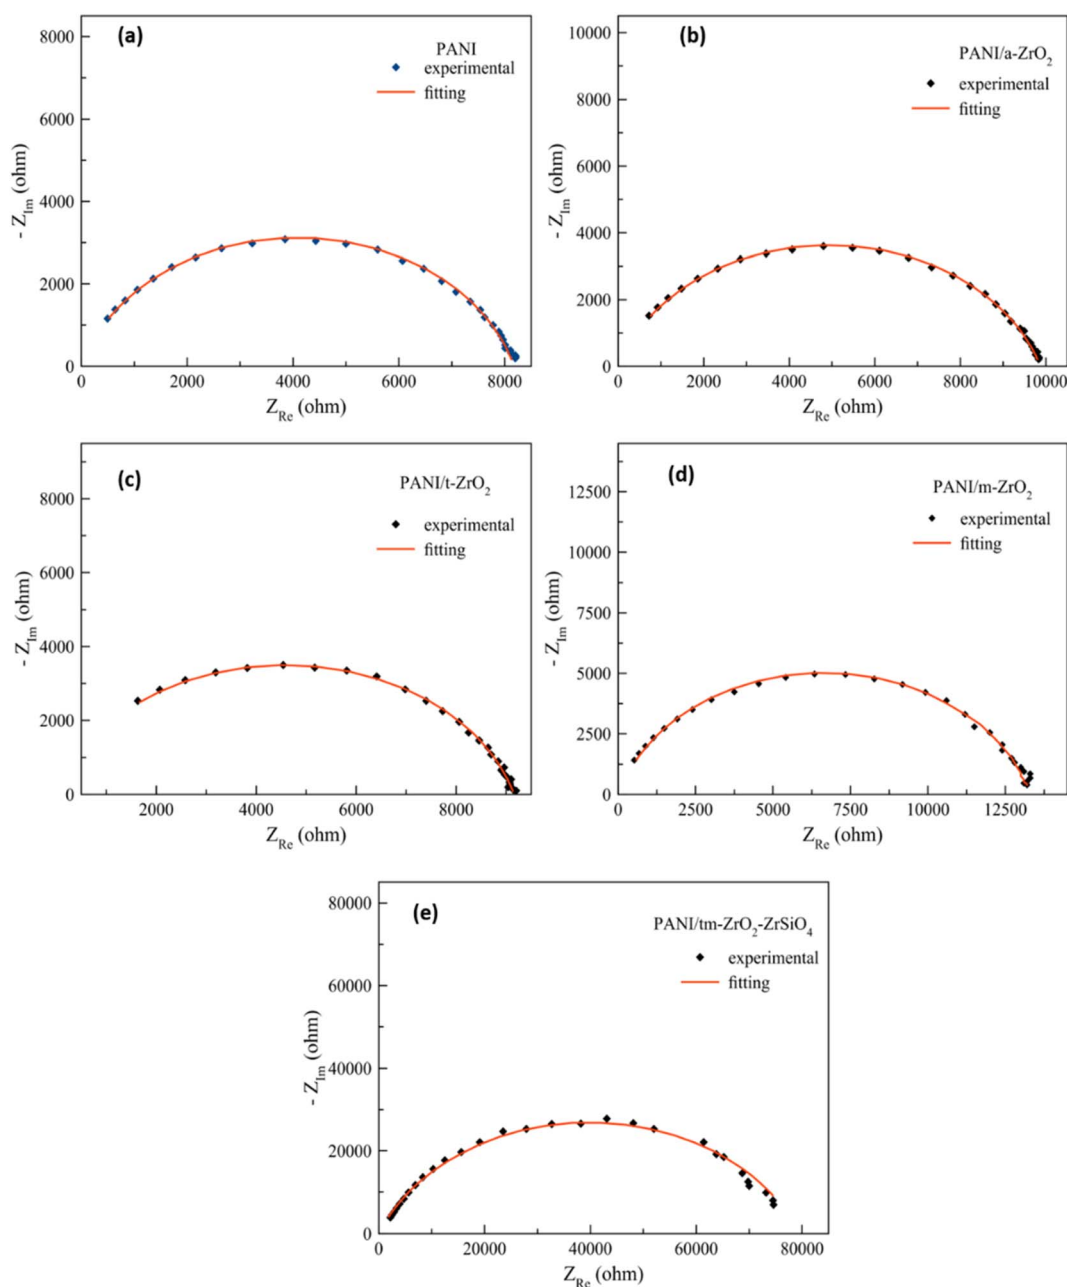 (a)
PANI
experimental
fitting
8000
6000
4000
2000
0
- Z_Im (ohm)
0 2000 4000 6000 8000
Z_Re (ohm)
(b)
PANI/a-ZrO₂
experimental
fitting
10000
8000
6000
4000
2000
0
- Z_Im (ohm)
0 2000 4000 6000 8000 10000
Z_Re (ohm)
(c)
PANI/t-ZrO₂
experimental
fitting
8000
6000
4000
2000
0
- Z_Im (ohm)
2000 4000 6000 8000
Z_Re (ohm)
(d)
PANI/m-ZrO₂
experimental
fitting
12500
10000
7500
5000
2500
0
- Z_Im (ohm)
0 2500 5000 7500 10000 12500
Z_Re (ohm)
(e)
PANI/tm-ZrO₂-ZrSiO₄
experimental
fitting
80000
60000
40000
20000
0
- Z_Im (ohm)
0 20000 40000 60000 80000
Z_Re (ohm)